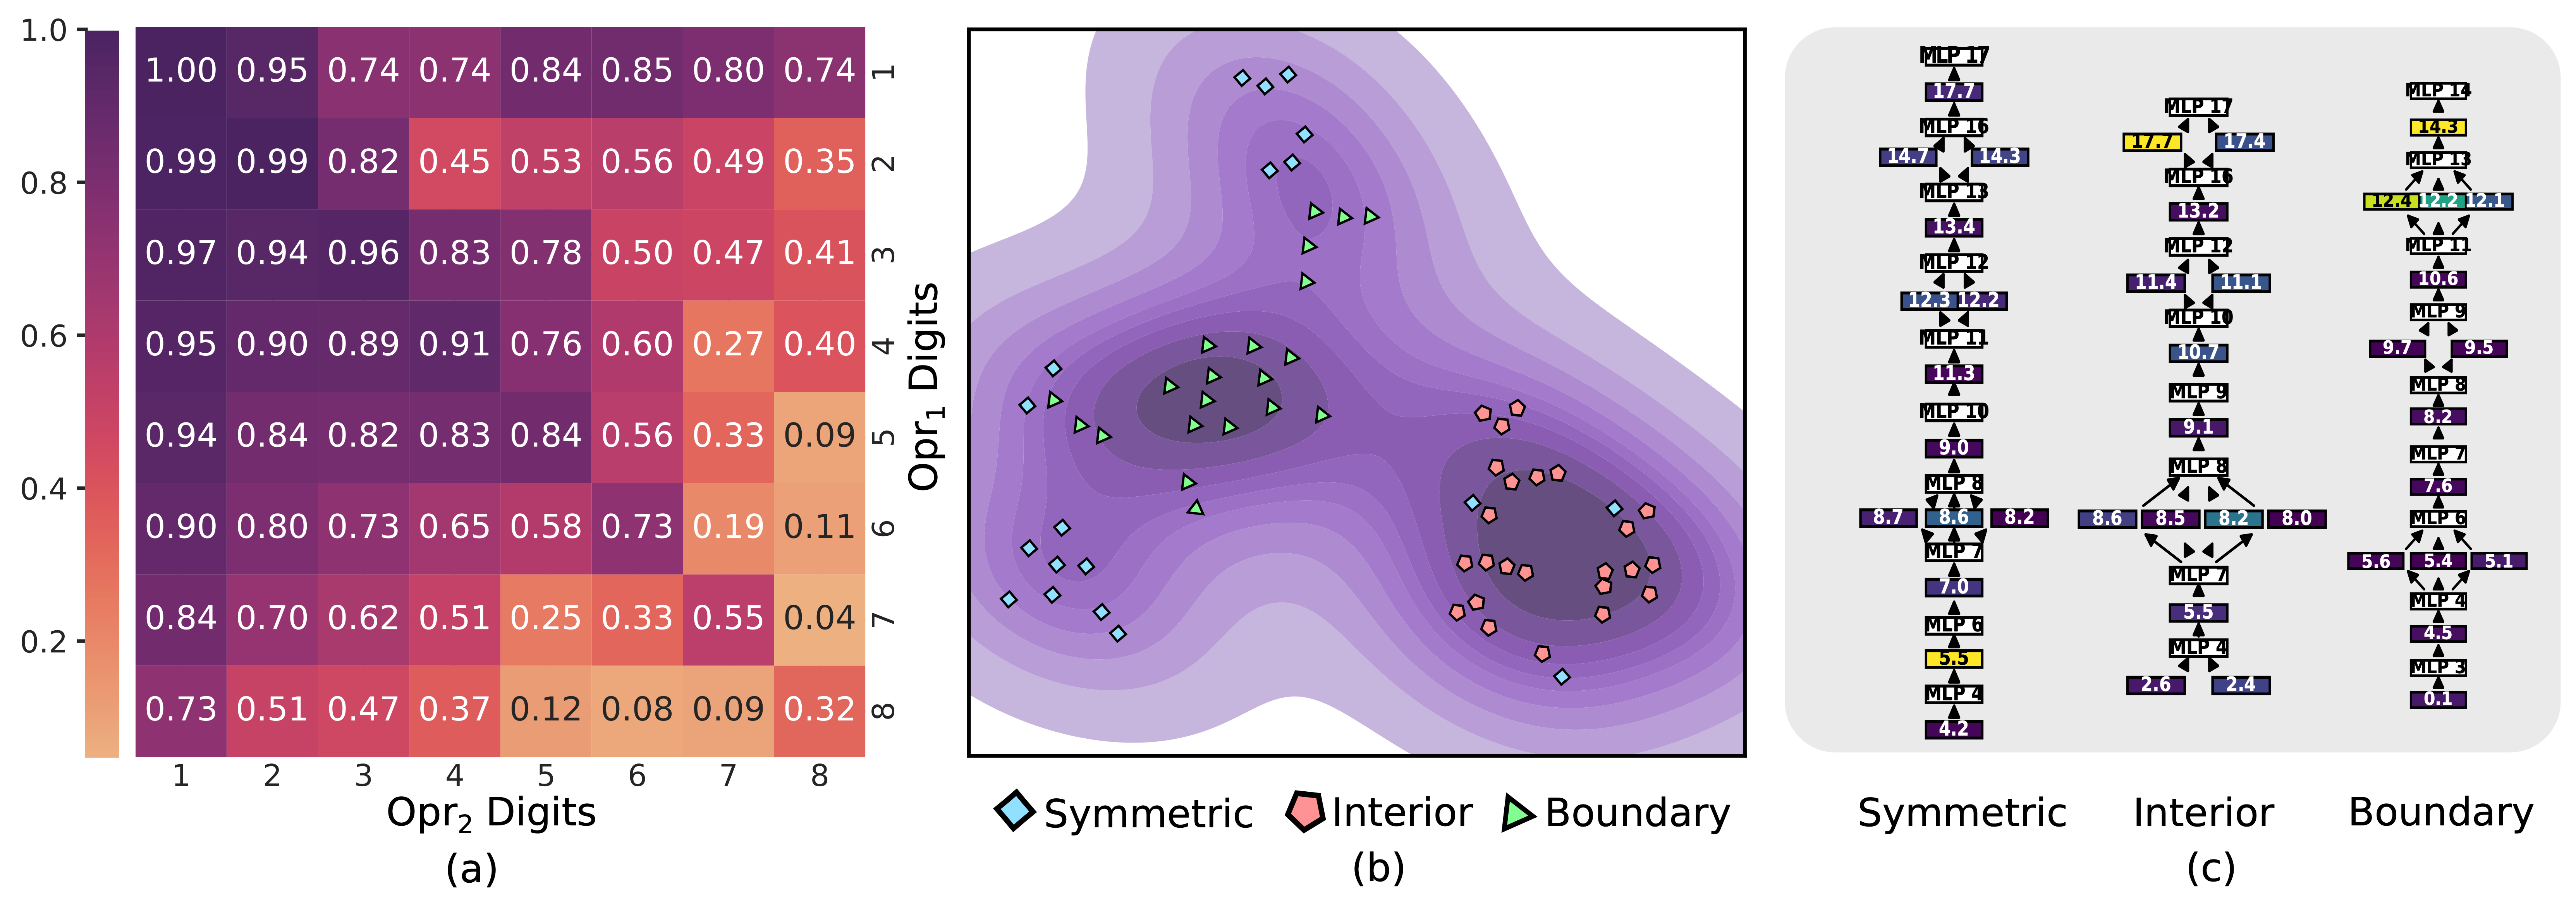 1.0
0.8
0.6
0.4
0.2
1.00 0.95 0.74 0.74 0.84 0.85 0.80 0.74 1
0.99 0.99 0.82 0.45 0.53 0.56 0.49 0.35 2
0.97 0.94 0.96 0.83 0.78 0.50 0.47 0.41 3
0.95 0.90 0.89 0.91 0.76 0.60 0.27 0.40 4
0.94 0.84 0.82 0.83 0.84 0.56 0.33 0.09 5
0.90 0.80 0.73 0.65 0.58 0.73 0.19 0.11 6
0.84 0.70 0.62 0.51 0.25 0.33 0.55 0.04 7
0.73 0.51 0.47 0.37 0.12 0.08 0.09 0.32 8
1 2 3 4 5 6 7 8
Opr2 Digits
Opr1 Digits
(a)
Symmetric Interior Boundary
(b)
MLP 17
17.7
MLP 16
14.7 14.3
MLP 13
13.4
MLP 12
12.3 12.2
MLP 11
11.3
MLP 10
9.0
MLP 8
8.7 8.6 8.2
MLP 7
7.0
MLP 6
5.5
MLP 4
4.2
Symmetric
MLP 17
17.7 17.4
MLP 16
13.2
MLP 12
11.4 11.1
MLP 10
10.7
MLP 9
9.1
MLP 8
8.6 8.5 8.2 8.0
MLP 7
5.5
MLP 4
2.6 2.4
Interior
MLP 14
14.3
MLP 13
12.4 12.2 12.1
MLP 11
10.6
MLP 9
9.7 9.5
MLP 8
8.2
MLP 7
7.6
MLP 6
5.6 5.4 5.1
MLP 4
4.5
MLP 3
0.1
Boundary
(c)